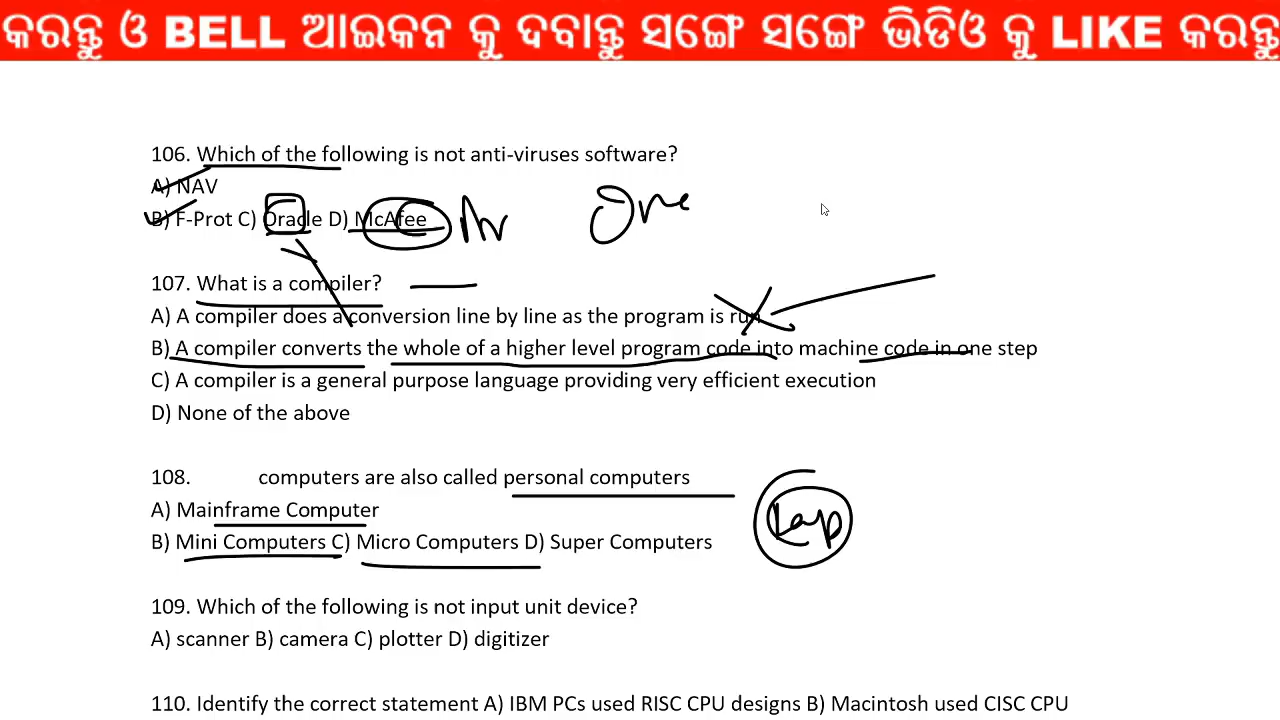 କରନ୍ତୁ ଓ BELL ଆଇକନ କୁ ଦବାନ୍ତୁ ସଙ୍ଗେ ସଙ୍ଗେ ଭିଡିଓ କୁ LIKE କରନ୍ତୁ
106. Which of the following is not anti-viruses software?
A) NAV
B) F-Prot C) Oracle D) McAfee
One
107. What is a compiler?
A) A compiler does a conversion line by line as the program is run
B) A compiler converts the whole of a higher level program code into machine code in one step
C) A compiler is a general purpose language providing very efficient execution
D) None of the above
108. computers are also called personal computers
A) Mainframe Computer
B) Mini Computers C) Micro Computers D) Super Computers
Lap
109. Which of the following is not input unit device?
A) scanner B) camera C) plotter D) digitizer
110. Identify the correct statement A) IBM PCs used RISC CPU designs B) Macintosh used CISC CPU